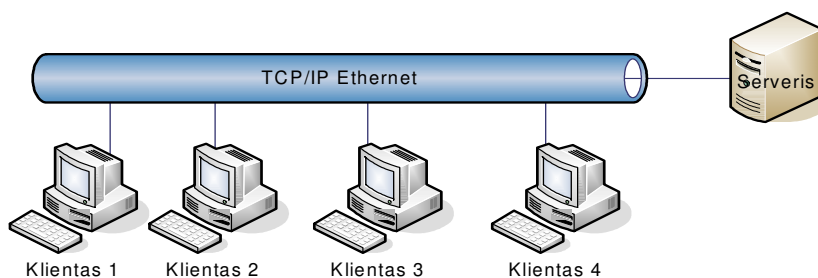 TCP/IP Ethernet
Serveris
Klientas 1
Klientas 2
Klientas 3
Klientas 4